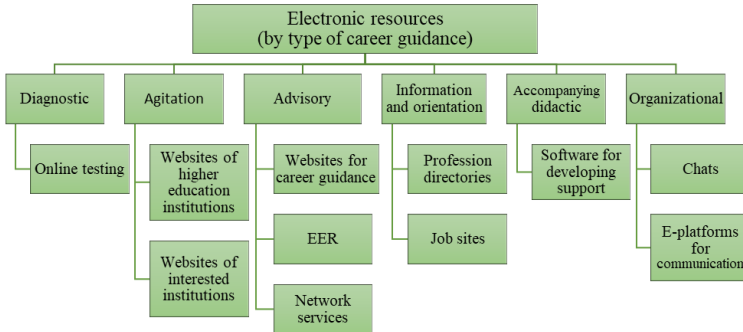 Electronic resources
(by type of career guidance)
Diagnostic
Agitation
Advisory
Information
and orientation
Accompanying
didactic
Organizational
Online testing
Websites of
higher
education
institutions
Websites of
interested
institutions
Websites for
career guidance
EER
Network
services
Profession
directories
Job sites
Software for
developing
support
Chats
E-platforms
for
communication